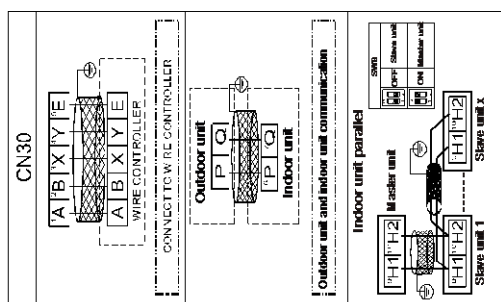 CN30
A B X Y E
A B X Y E
WIRE CONTROLLER
CONNECT TO WIRE CONTROLLER
Outdoor unit
P Q
P Q
Indoor unit
Outdoor unit and indoor unit communication
Indoor unit parallel
SW8
OFF Slave unit
ON Master unit
Master unit
H1 H2
H1 H2
Slave unit 1
H1 H2
Slave unit x